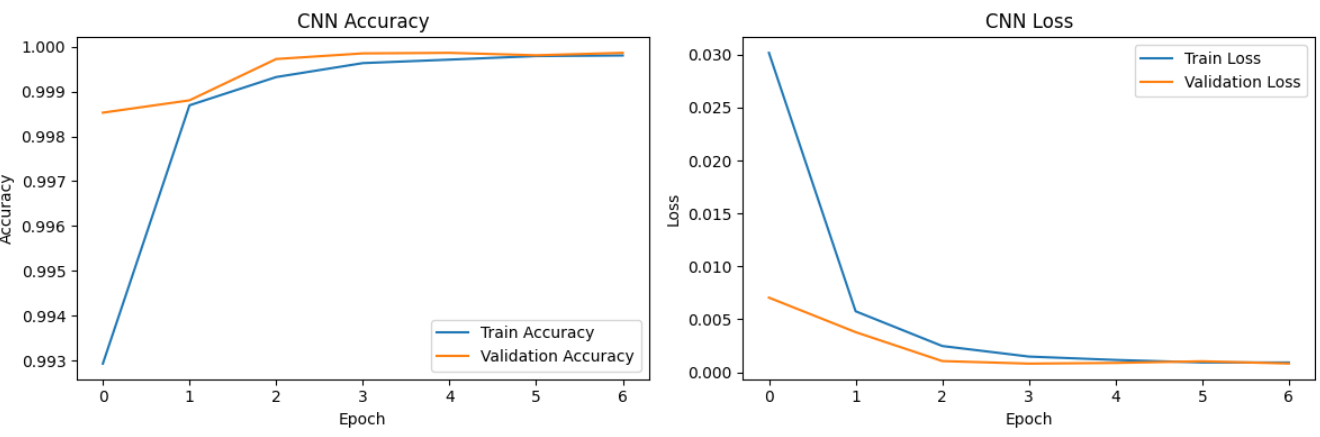 CNN Accuracy
1.000
0.999
0.998
0.997
0.996
0.995
0.994
0.993
Accuracy
0 1 2 3 4 5 6
Epoch
Train Accuracy
Validation Accuracy
CNN Loss
0.030
0.025
0.020
0.015
0.010
0.005
0.000
Loss
0 1 2 3 4 5 6
Epoch
Train Loss
Validation Loss